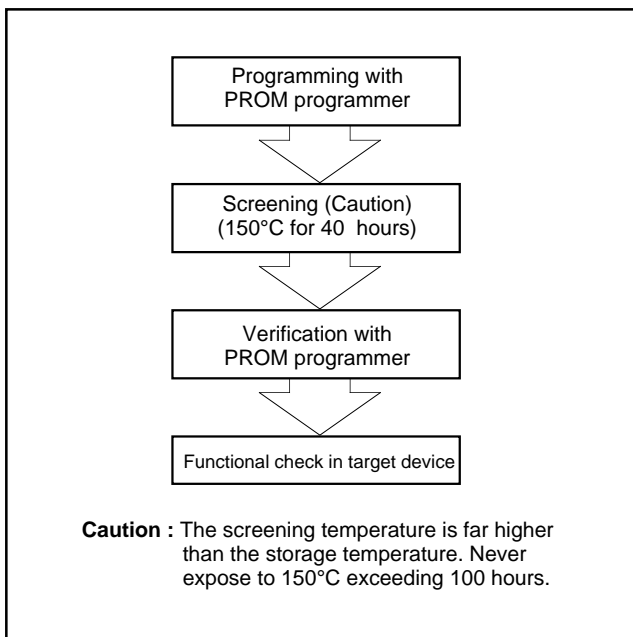 Programming with
PROM programmer
Screening (Caution)
(150°C for 40 hours)
Verification with
PROM programmer
Functional check in target device
Caution : The screening temperature is far higher
than the storage temperature. Never
expose to 150°C exceeding 100 hours.